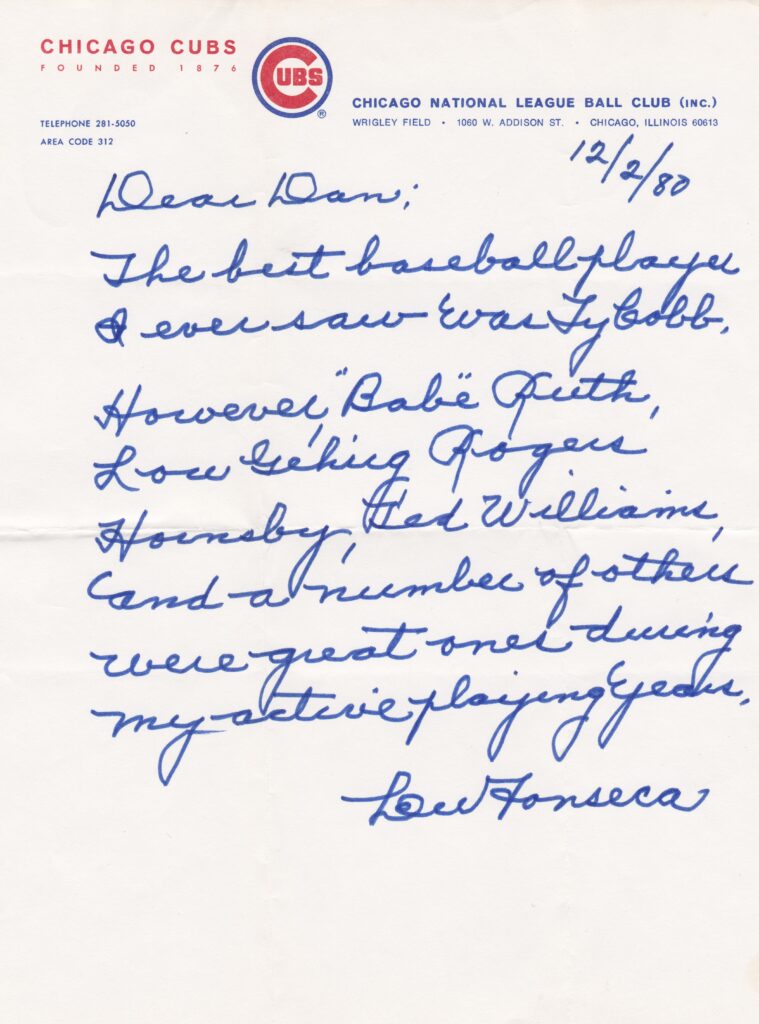 CHICAGO CUBS
FOUNDED 1876
CUBS
®
TELEPHONE 281-5050
AREA CODE 312
CHICAGO NATIONAL LEAGUE BALL CLUB (INC.)
WRIGLEY FIELD • 1060 W. ADDISON ST. • CHICAGO, ILLINOIS 60613
12/2/80
Dear Dan;
The best baseball player
I ever saw was Ty Cobb.
However, "Babe" Ruth,
Lou Gehrig Rogers
Hornsby, Ted Williams,
and a number of others
were great ones during
my active playing years.
Lew Fonseca